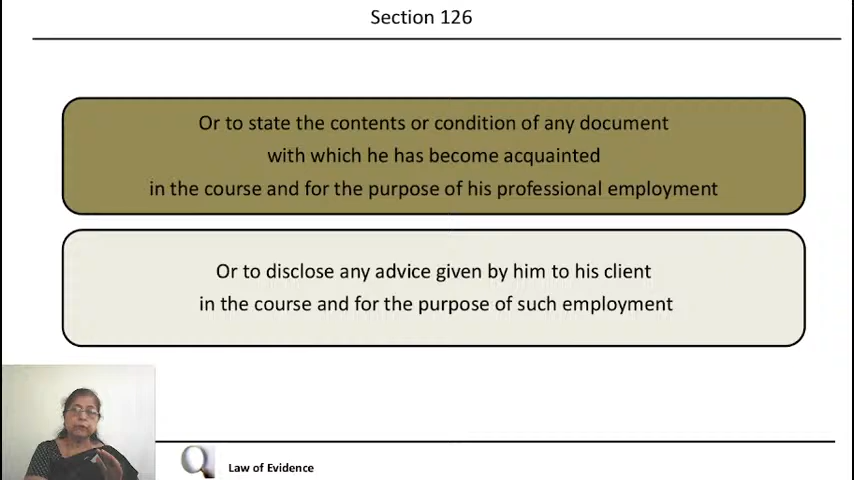 Section 126
Or to state the contents or condition of any document
with which he has become acquainted
in the course and for the purpose of his professional employment
Or to disclose any advice given by him to his client
in the course and for the purpose of such employment
Law of Evidence